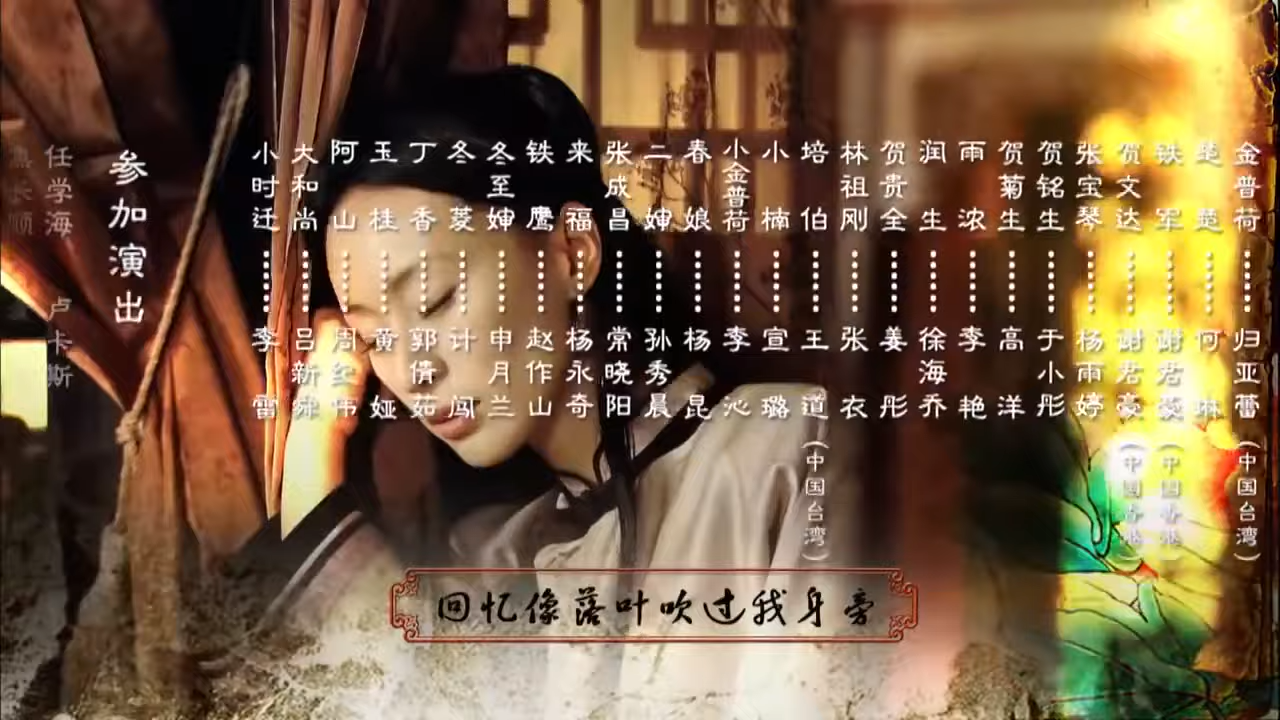 金普荷……归亚蕾（中国台湾）
楚楚……何琳
铁军……谢君豪（中国香港）
贺文达……谢君豪（中国香港）
张宝琴……杨雨婷
贺铭生……于小彤
贺菊生……高洋
雨浓……李艳
润生……徐海乔
贺贵全……姜彤
林祖刚……张衣
培伯……王道（中国台湾）
小楠……宣璐
小金普荷……李沁
春娘……杨昆
二婶……孙秀晨
张成昌……常晓阳
来福……杨永奇
铁鹰……赵作山
冬至婶……申月兰
冬菱……计闯
丁香……郭倩茹
玉桂……黄娅
阿山……周红伟
大和尚……吕新
小时迁……李雷
参加演出
任学海 卢卡斯
长顺
回忆像落叶吹过我身旁